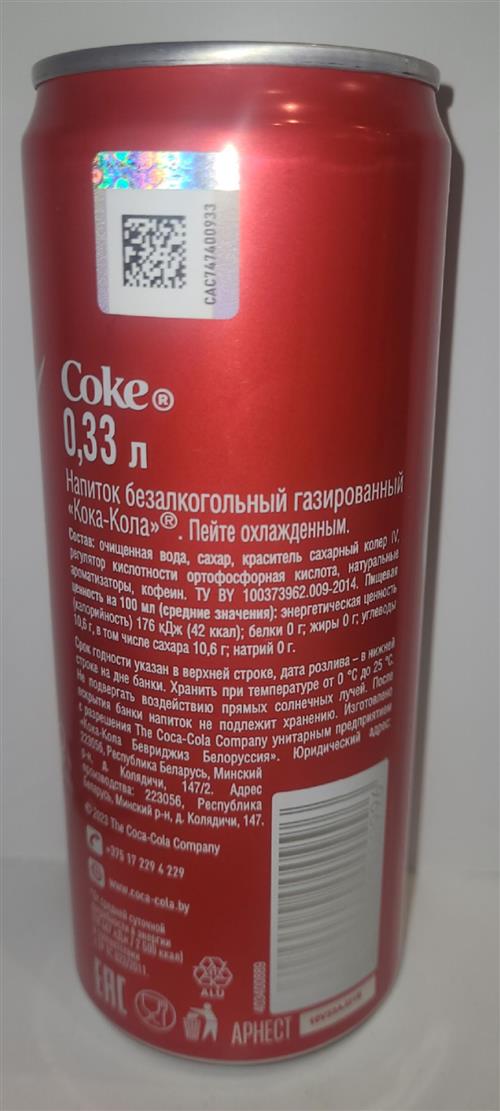 CAC747400933
Coke®
0,33 л
Напиток безалкогольный газированный
«Кока-Кола»®. Пейте охлажденным.
Состав: очищенная вода, сахар, краситель сахарный колер IV,
регулятор кислотности ортофосфорная кислота, натуральные
ароматизаторы, кофеин. ТУ BY 100373962.009-2014. Пищевая
ценность на 100 мл (средние значения): энергетическая ценность
(калорийность) 176 кДж (42 ккал); белки 0 г; жиры 0 г; углеводы
10,6 г, в том числе сахара 10,6 г; натрий 0 г.
Срок годности указан в верхней строке, дата розлива – в нижней
строке на дне банки. Хранить при температуре от 0 °C до 25 °C.
Не подвергать воздействию прямых солнечных лучей. После
вскрытия банки напиток не подлежит хранению. Изготовлено
с разрешения The Coca-Cola Company унитарным предприятием
«Кока-Кола Бевриджиз Белоруссия». Юридический адрес:
223056, Республика Беларусь, Минский
р-н, д. Колядичи, 147/2. Адрес
производства: 223056, Республика
Беларусь, Минский р-н, д. Колядичи, 147.
© 2023 The Coca-Cola Company
+375 17 229 4 229
www.coca-cola.by
средней суточной
в энергии
/ 2 500 ккал)
ALU
EAC
АРНЕСТ